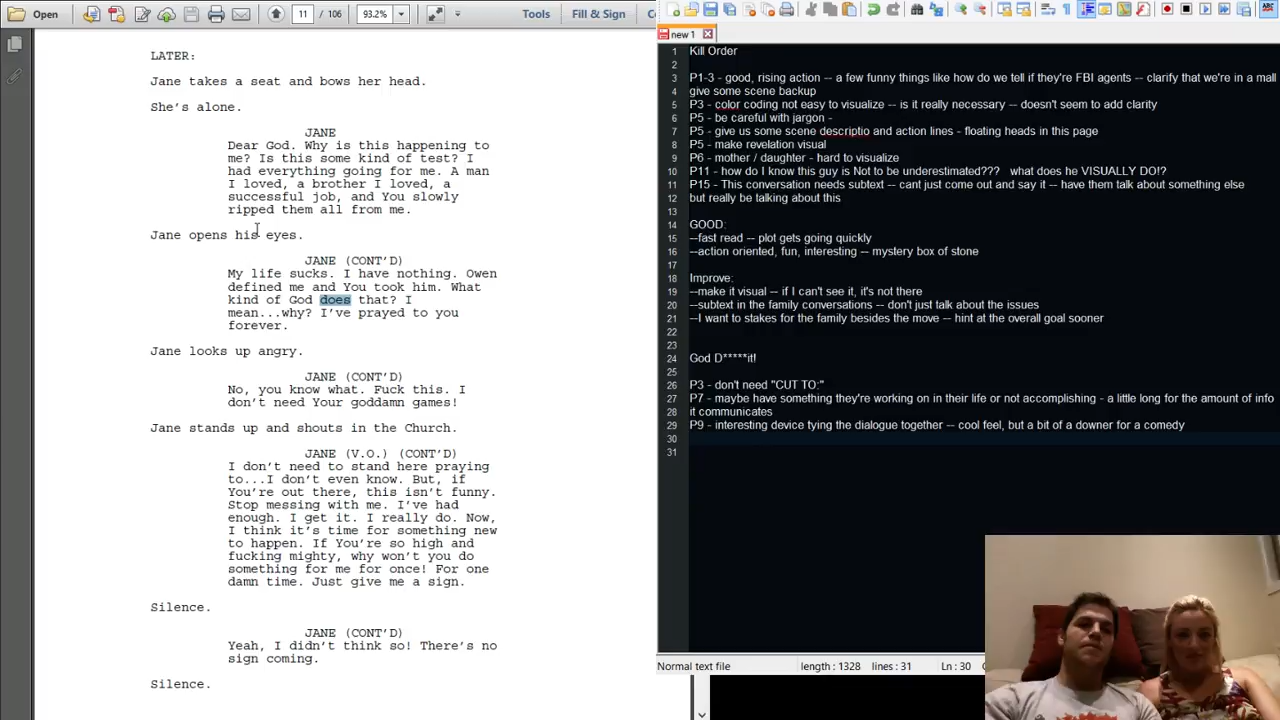 Open
11 / 106
93.2%
Tools
Fill & Sign
LATER:
Jane takes a seat and bows her head.
She's alone.
JANE
Dear God. Why is this happening to
me? Is this some kind of test? I
had everything going for me. A man
I loved, a brother I loved, a
successful job, and You slowly
ripped them all from me.
Jane opens his eyes.
JANE (CONT'D)
My life sucks. I have nothing. Owen
defined me and You took him. What
kind of God does that? I
mean...why? I've prayed to you
forever.
Jane looks up angry.
JANE (CONT'D)
No, you know what. Fuck this. I
don't need Your goddamn games!
Jane stands up and shouts in the Church.
JANE (V.O.) (CONT'D)
I don't need to stand here praying
to...I don't even know. But, if
You're out there, this isn't funny.
Stop messing with me. I've had
enough. I get it. I really do. Now,
I think it's time for something new
to happen. If You're so high and
fucking mighty, why won't you do
something for me for once! For one
damn time. Just give me a sign.
Silence.
JANE (CONT'D)
Yeah, I didn't think so! There's no
sign coming.
Silence.
new 1
1 Kill Order
2
3 P1-3 - good, rising action -- a few funny things like how do we tell if they're FBI agents -- clarify that we're in a mall
4 give some scene backup
5 P3 - color coding not easy to visualize -- is it really necessary -- doesn't seem to add clarity
6 P5 - be careful with jargon -
7 P5 - give us some scene descriptio and action lines - floating heads in this page
8 P5 - make revelation visual
9 P6 - mother / daughter - hard to visualize
10 P11 - how do I know this guy is Not to be underestimated??? what does he VISUALLY DO!?
11 P15 - This conversation needs subtext -- cant just come out and say it -- have them talk about something else
12 but really be talking about this
13
14 GOOD:
15 --fast read -- plot gets going quickly
16 --action oriented, fun, interesting -- mystery box of stone
17
18 Improve:
19 --make it visual -- if I can't see it, it's not there
20 --subtext in the family conversations -- don't just talk about the issues
21 --I want to stakes for the family besides the move -- hint at the overall goal sooner
22
23
24 God D*****it!
25
26 P3 - don't need "CUT TO:"
27 P7 - maybe have something they're working on in their life or not accomplishing - a little long for the amount of info
28 it communicates
29 P9 - interesting device tying the dialogue together -- cool feel, but a bit of a downer for a comedy
30
31
Normal text file
length : 1328
lines : 31
Ln : 30